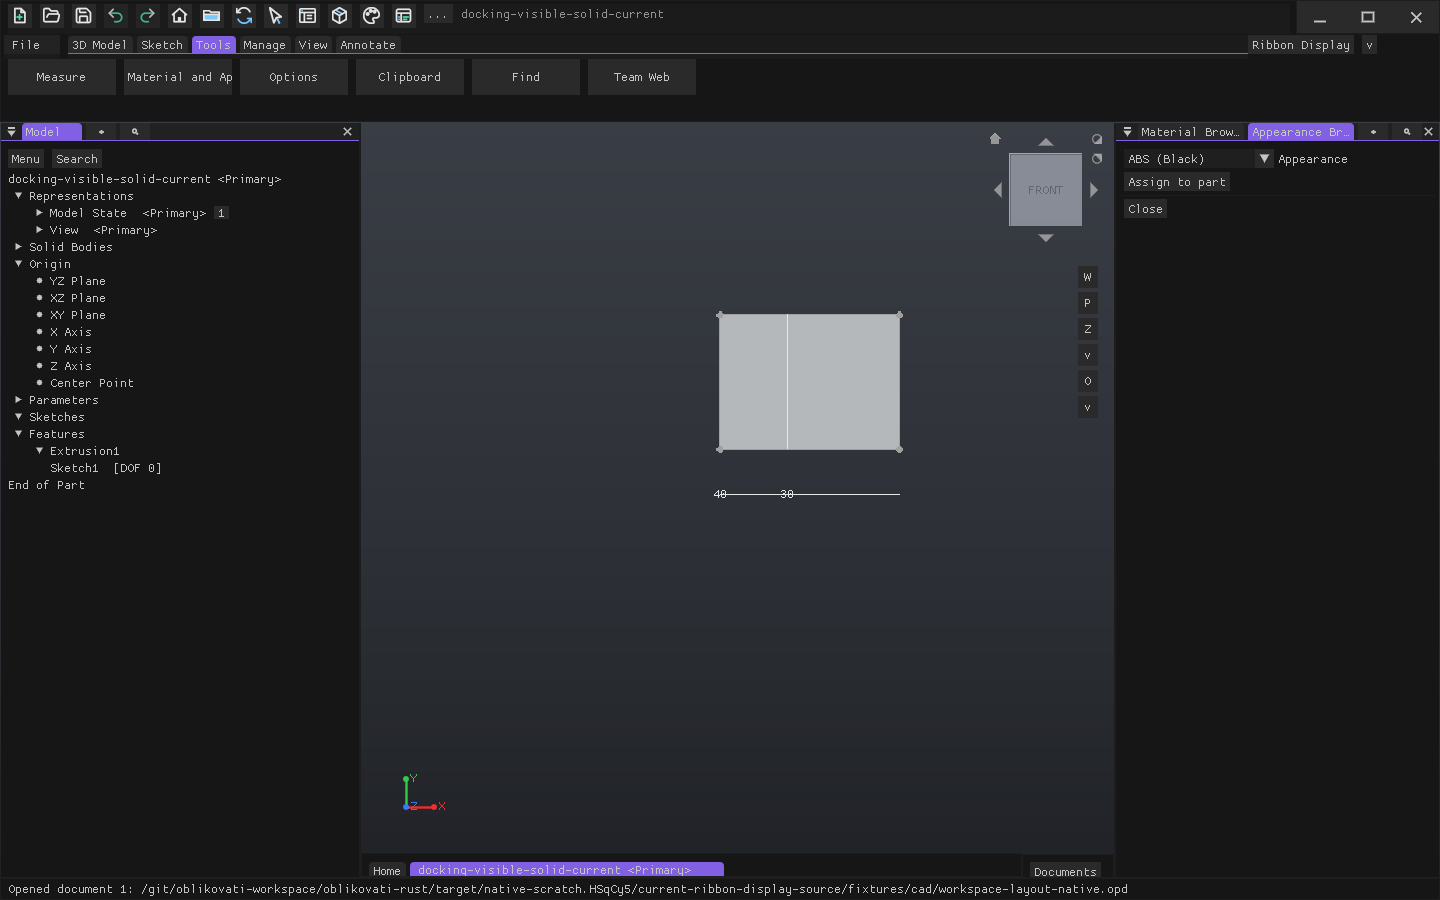 ... docking-visible-solid-current
File 3D Model Sketch Tools Manage View Annotate Ribbon Display v
Measure Material and Ap Options Clipboard Find Team Web
Model
Menu Search
docking-visible-solid-current <Primary>
Representations
Model State <Primary> 1
View <Primary>
Solid Bodies
Origin
YZ Plane
XZ Plane
XY Plane
X Axis
Y Axis
Z Axis
Center Point
Parameters
Sketches
Features
Extrusion1
Sketch1 [DOF 0]
End of Part
FRONT
W
P
Z
v
O
v
40 30
Y
Z X
Material Brow… Appearance Br…
ABS (Black) Appearance
Assign to part
Close
Home docking-visible-solid-current <Primary> Documents
Opened document 1: /git/oblikovati-workspace/oblikovati-rust/target/native-scratch.HSqCy5/current-ribbon-display-source/fixtures/cad/workspace-layout-native.opd